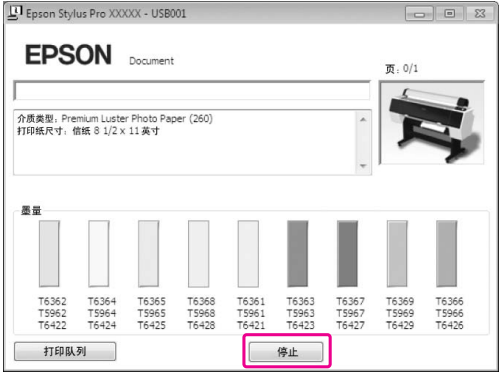 Epson Stylus Pro XXXXX - USB001
EPSON Document
页: 0/1
介质类型: Premium Luster Photo Paper (260)
打印纸尺寸: 信纸 8 1/2 x 11 英寸
墨量
T6362 T6364 T6365 T6368 T6361 T6363 T6367 T6369 T6366
T5962 T5964 T5965 T5968 T5961 T5963 T5967 T5969 T5966
T6422 T6424 T6425 T6428 T6421 T6423 T6427 T6429 T6426
打印队列 停止